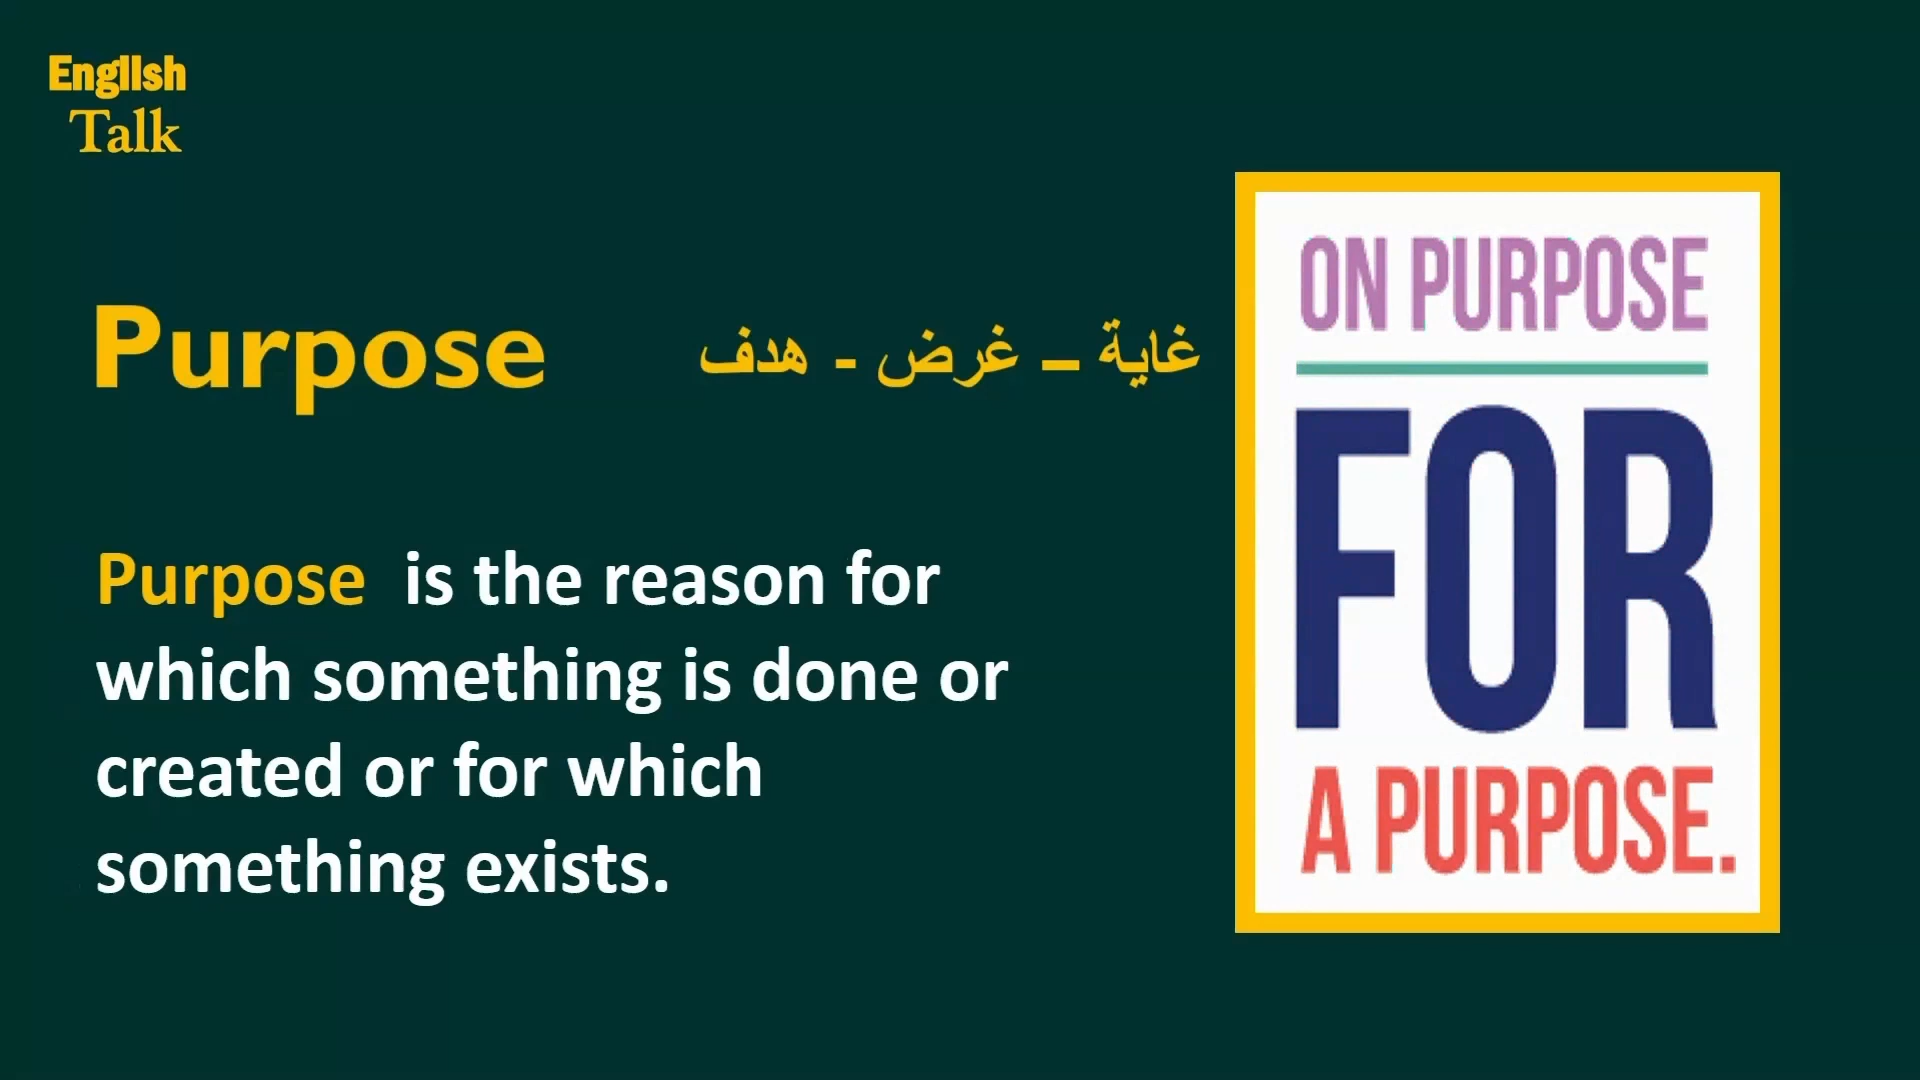 English
Talk
Purpose
غاية – غرض - هدف
Purpose is the reason for
which something is done or
created or for which
something exists.
ON PURPOSE
FOR
A PURPOSE.